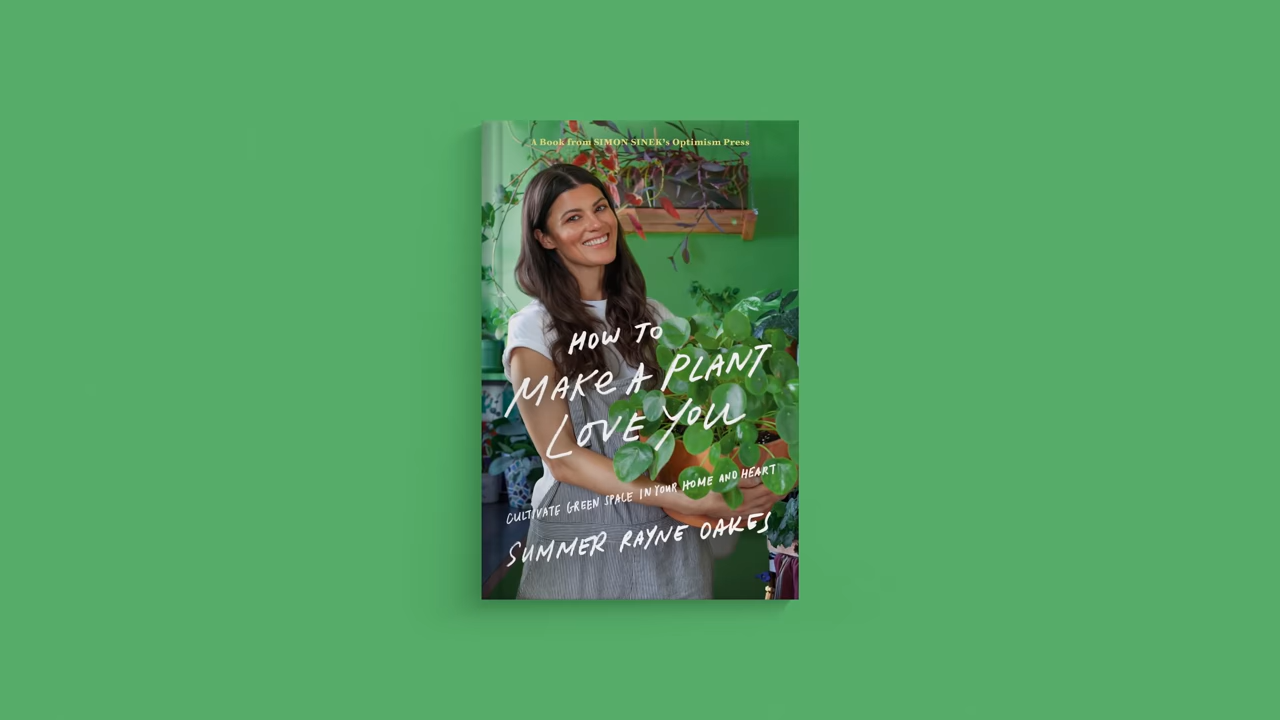 A Book from SIMON SINEK's Optimism Press
HOW TO
MAKE A PLANT
LOVE YOU
CULTIVATE GREEN SPACE IN YOUR HOME AND HEART
SUMMER RAYNE OAKES